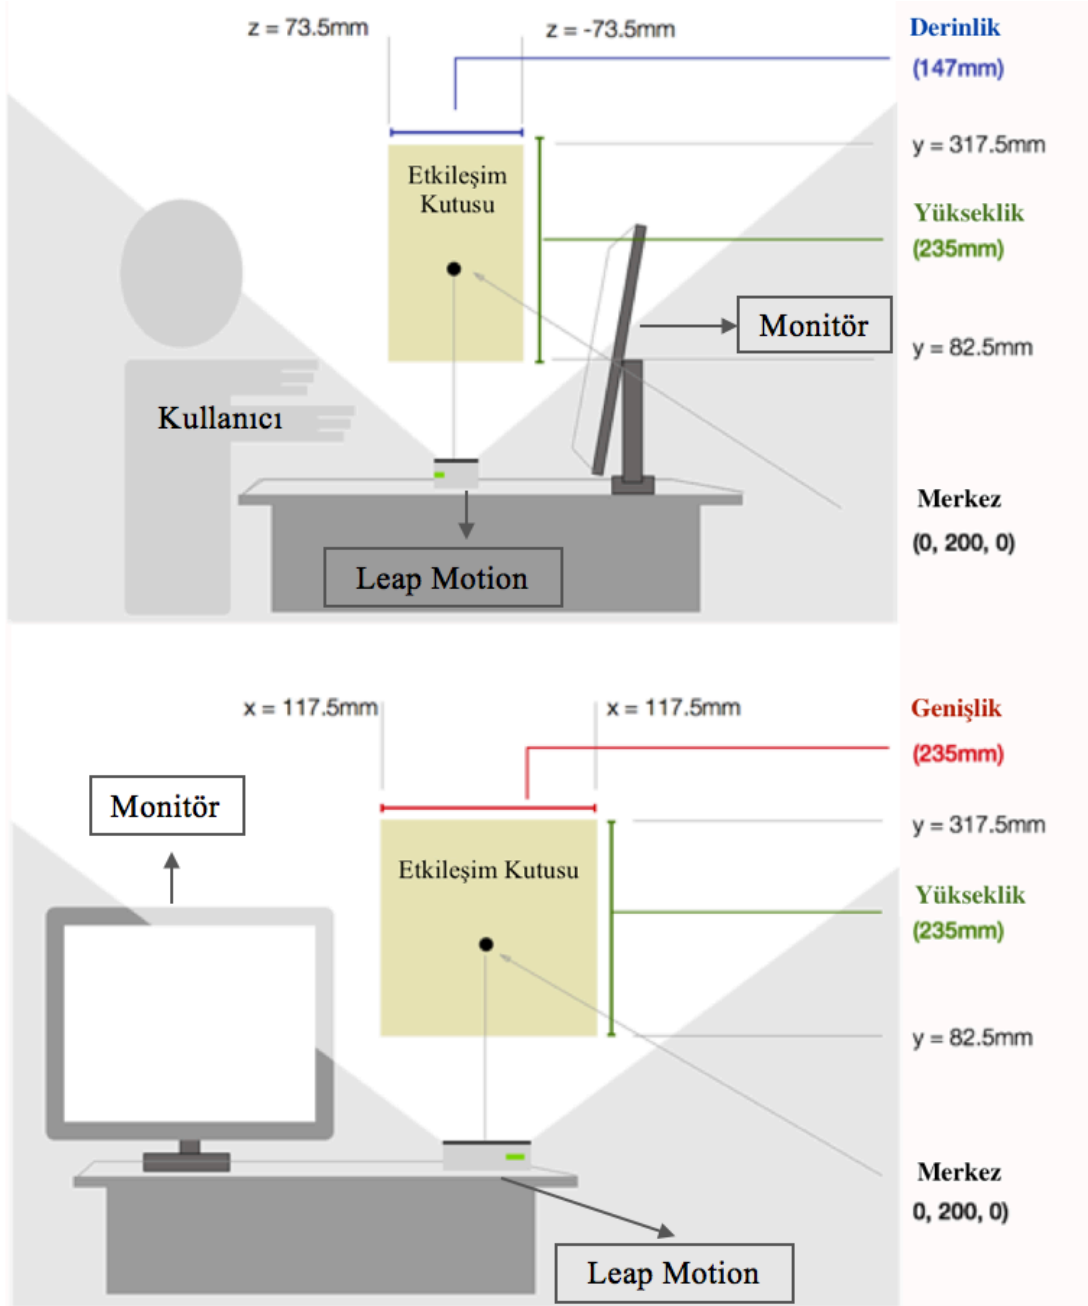 z = 73.5mm
z = -73.5mm
Derinlik
(147mm)
y = 317.5mm
Etkileşim
Kutusu
Yükseklik
(235mm)
Monitör
y = 82.5mm
Kullanıcı
Merkez
(0, 200, 0)
Leap Motion
x = 117.5mm
x = 117.5mm
Genişlik
(235mm)
Monitör
y = 317.5mm
Etkileşim Kutusu
Yükseklik
(235mm)
y = 82.5mm
Merkez
0, 200, 0)
Leap Motion